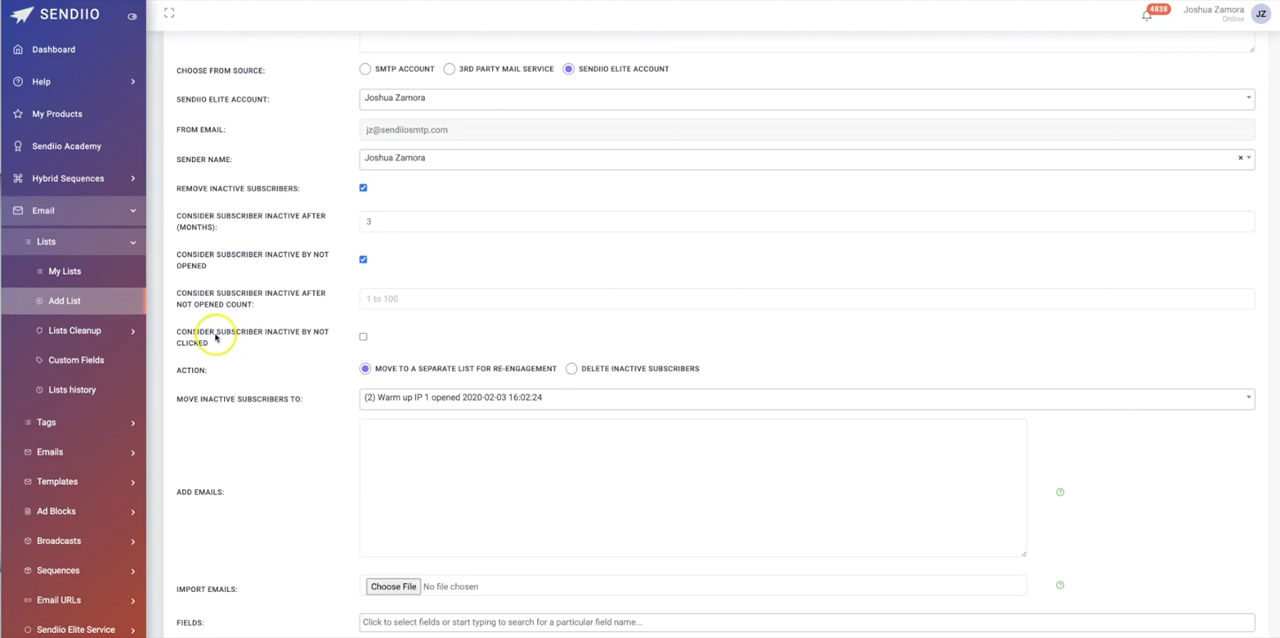 SENDIIO
4838
Joshua Zamora
Online
JZ
Dashboard
Help
My Products
Sendiio Academy
Hybrid Sequences
Email
Lists
My Lists
Add List
Lists Cleanup
Custom Fields
Lists history
Tags
Emails
Templates
Ad Blocks
Broadcasts
Sequences
Email URLs
Sendiio Elite Service
CHOOSE FROM SOURCE:
SMTP ACCOUNT
3RD PARTY MAIL SERVICE
SENDIIO ELITE ACCOUNT
SENDIIO ELITE ACCOUNT:
Joshua Zamora
FROM EMAIL:
jz@sendiiosmtp.com
SENDER NAME:
Joshua Zamora
REMOVE INACTIVE SUBSCRIBERS:
CONSIDER SUBSCRIBER INACTIVE AFTER
(MONTHS):
3
CONSIDER SUBSCRIBER INACTIVE BY NOT
OPENED
CONSIDER SUBSCRIBER INACTIVE AFTER
NOT OPENED COUNT:
1 to 100
CONSIDER SUBSCRIBER INACTIVE BY NOT
CLICKED
ACTION:
MOVE TO A SEPARATE LIST FOR RE-ENGAGEMENT
DELETE INACTIVE SUBSCRIBERS
MOVE INACTIVE SUBSCRIBERS TO:
(2) Warm up IP 1 opened 2020-02-03 16:02:24
ADD EMAILS:
IMPORT EMAILS:
Choose File No file chosen
FIELDS:
Click to select fields or start typing to search for a particular field name...